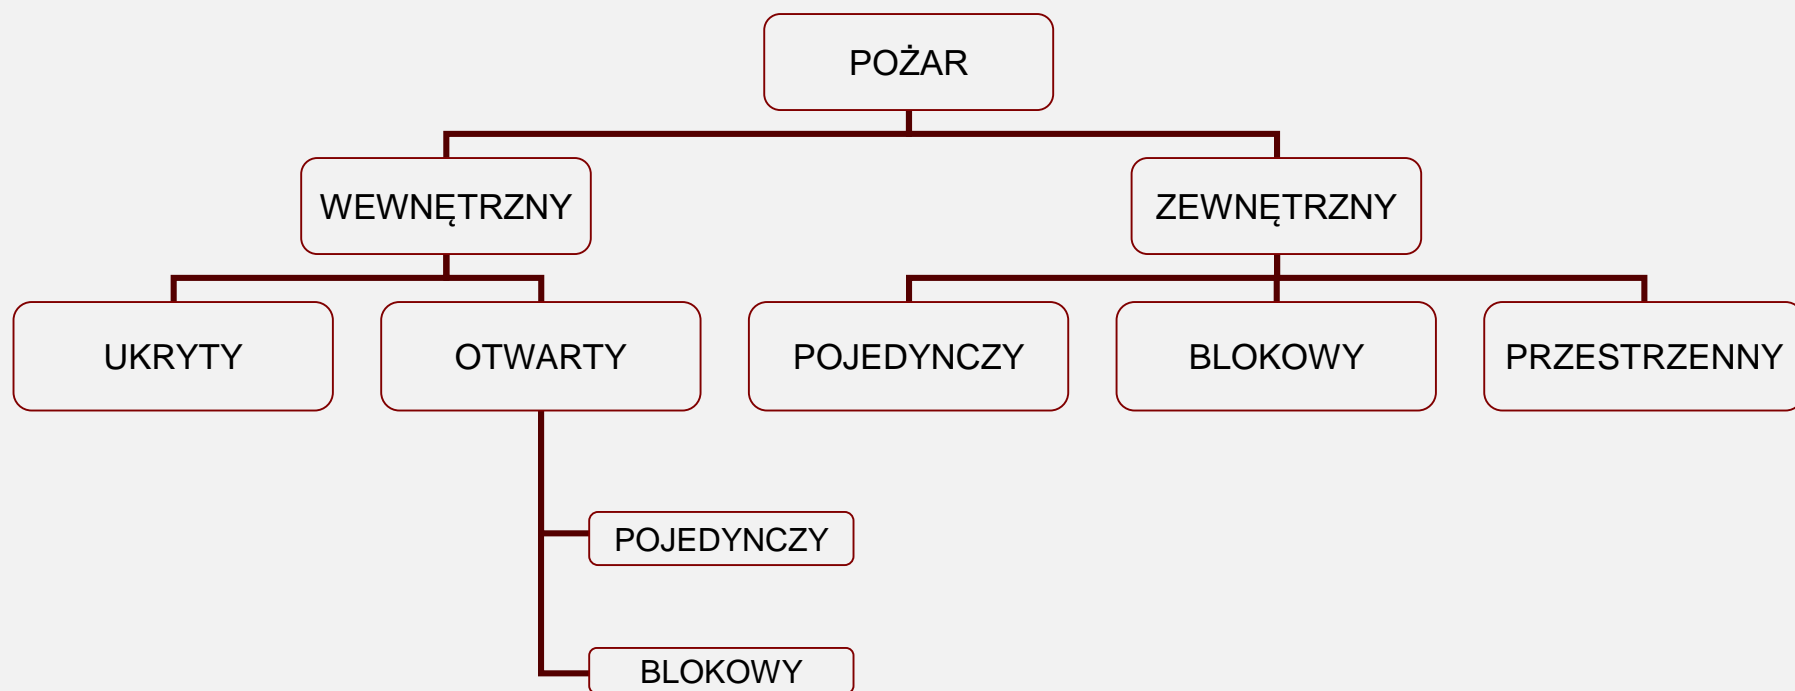 POŻAR
WEWNĘTRZNY
ZEWNĘTRZNY
UKRYTY
OTWARTY
POJEDYNCZY
BLOKOWY
PRZESTRZENNY
POJEDYNCZY
BLOKOWY